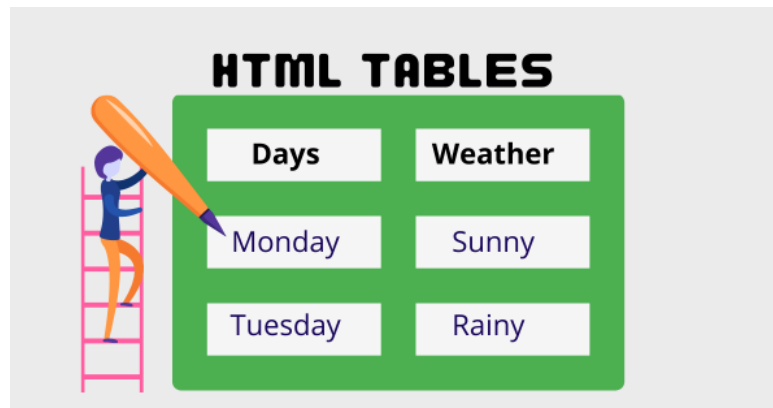 HTML TABLES
Days Weather
Monday Sunny
Tuesday Rainy